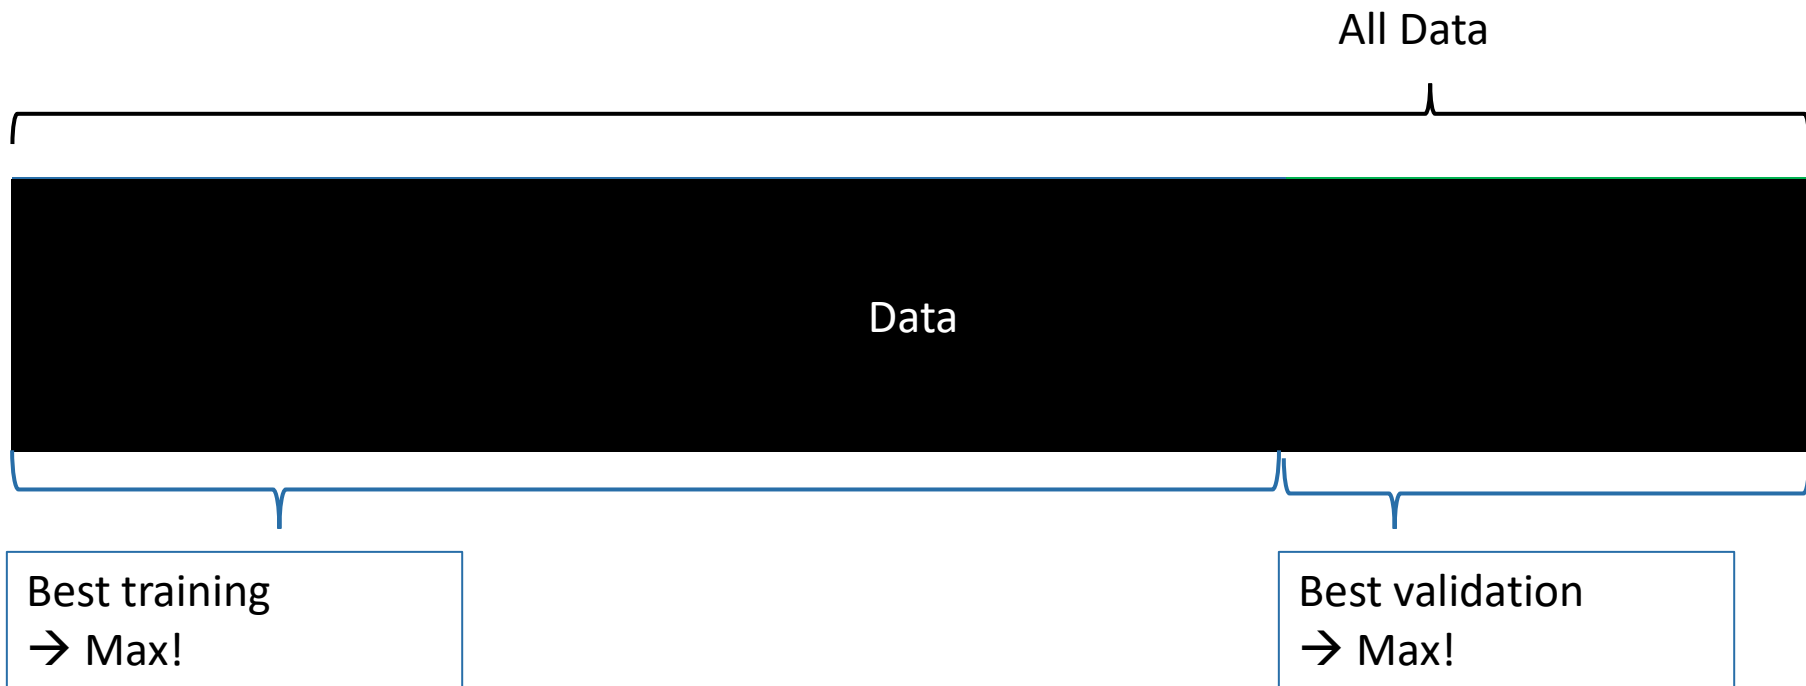 All Data
Data
Best training
→ Max!
Best validation
→ Max!